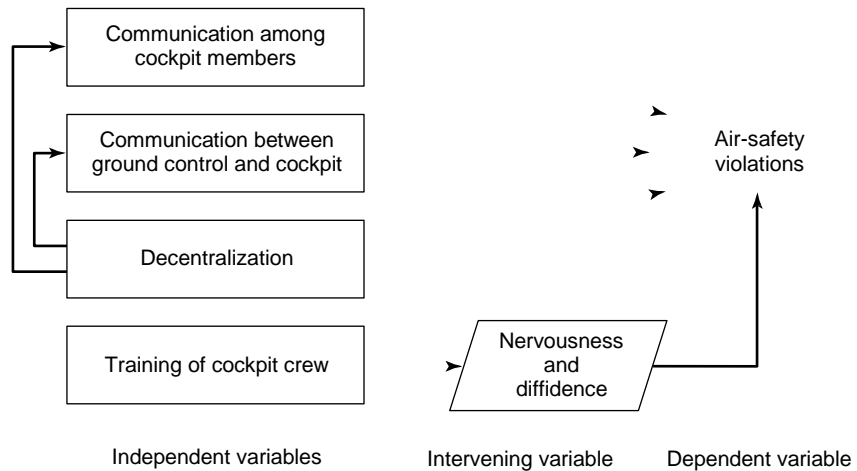 Communication among
cockpit members
Communication between
ground control and cockpit
Air-safety
violations
Decentralization
Training of cockpit crew
Nervousness
and
diffidence
Independent variables
Intervening variable
Dependent variable